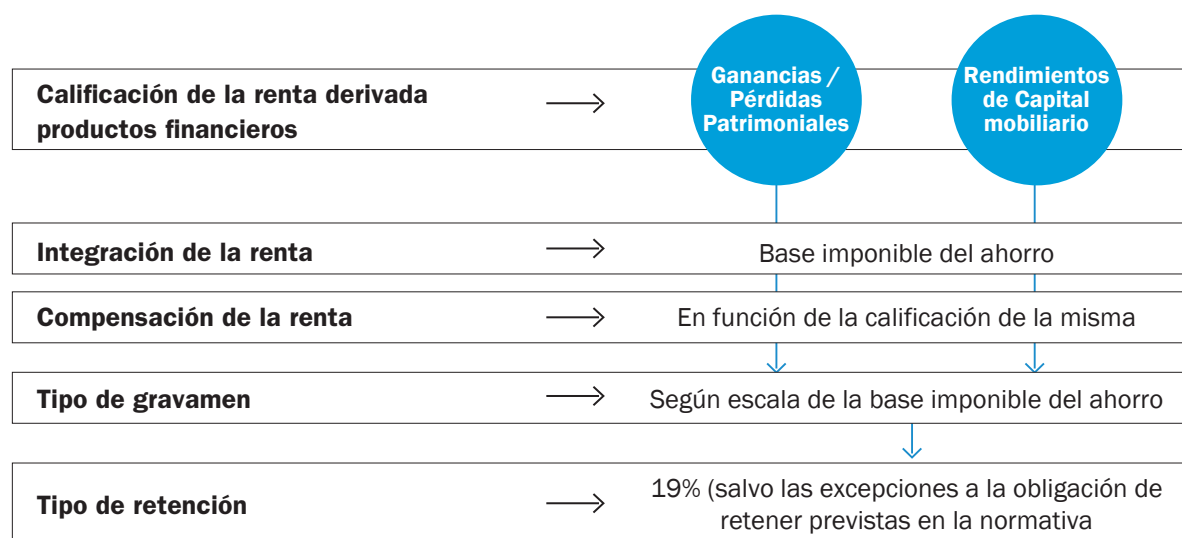 Calificación de la renta derivada
productos financieros
Ganancias /
Pérdidas
Patrimoniales
Rendimientos
de Capital
mobiliario
Integración de la renta
Base imponible del ahorro
Compensación de la renta
En función de la calificación de la misma
Tipo de gravamen
Según escala de la base imponible del ahorro
Tipo de retención
19% (salvo las excepciones a la obligación de
retener previstas en la normativa